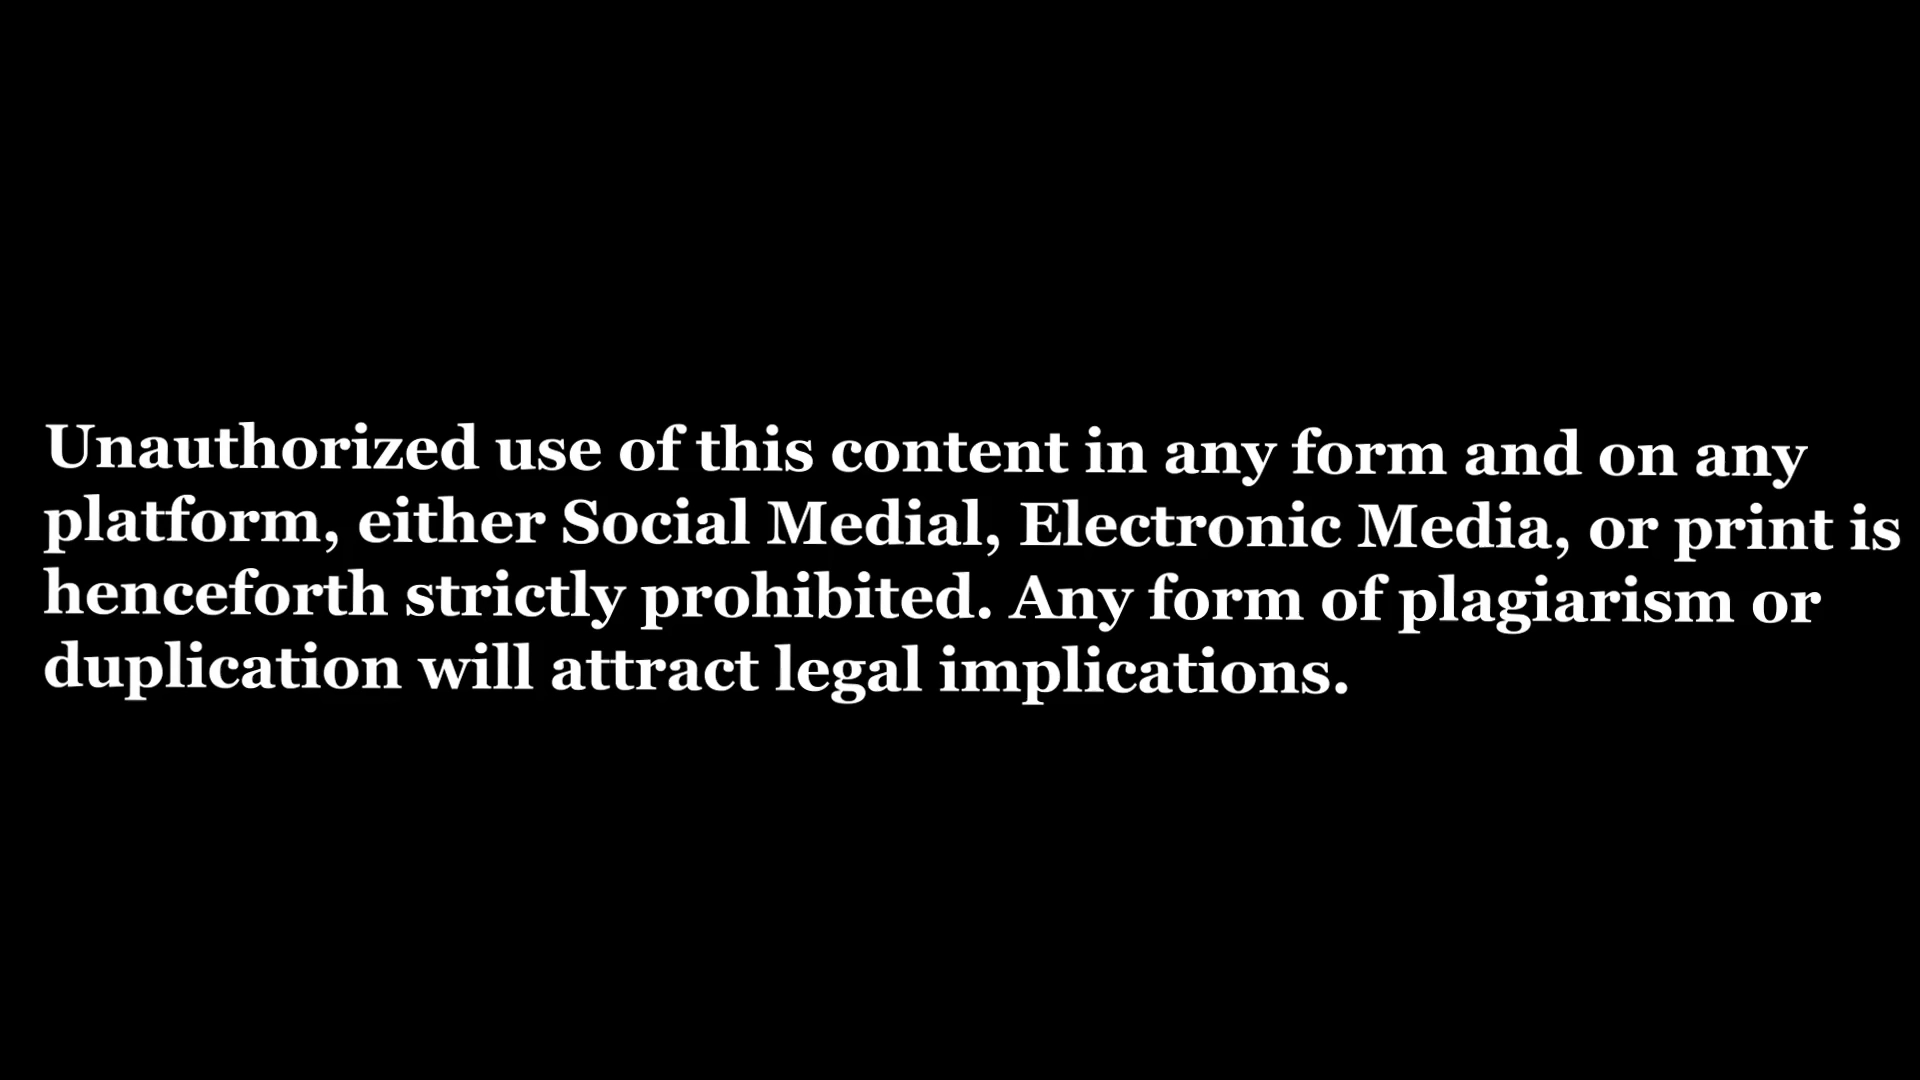 Unauthorized use of this content in any form and on any
platform, either Social Medial, Electronic Media, or print is
henceforth strictly prohibited. Any form of plagiarism or
duplication will attract legal implications.